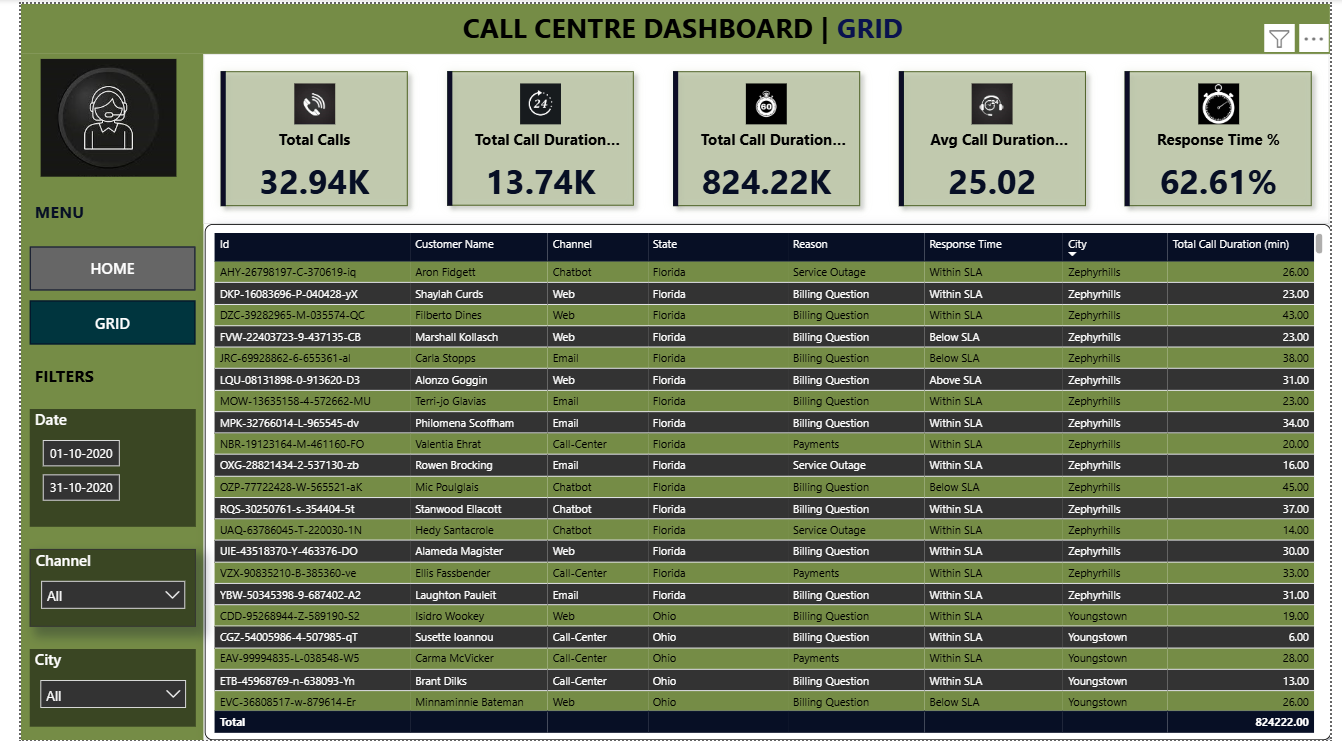 CALL CENTRE DASHBOARD | GRID
Total Calls
32.94K
Total Call Duration...
13.74K
Total Call Duration...
824.22K
Avg Call Duration...
25.02
Response Time %
62.61%
24
60
24
MENU
HOME
GRID
FILTERS
Date
01-10-2020
31-10-2020
Channel
All
City
All
Id Customer Name Channel State Reason Response Time City Total Call Duration (min)
AHY-26798197-C-370619-iq Aron Fidgett Chatbot Florida Service Outage Within SLA Zephyrhills 26.00
DKP-16083696-P-040428-yX Shaylah Curds Web Florida Billing Question Within SLA Zephyrhills 23.00
DZC-39282965-M-035574-QC Filberto Dines Web Florida Billing Question Within SLA Zephyrhills 43.00
FVW-22403723-9-437135-CB Marshall Kollasch Web Florida Billing Question Below SLA Zephyrhills 23.00
JRC-69928862-6-655361-al Carla Stopps Email Florida Billing Question Below SLA Zephyrhills 38.00
LQU-08131898-0-913620-D3 Alonzo Goggin Web Florida Billing Question Above SLA Zephyrhills 31.00
MOW-13635158-4-572662-MU Terri-jo Glavias Email Florida Billing Question Within SLA Zephyrhills 23.00
MPK-32766014-L-965545-dv Philomena Scoffham Email Florida Billing Question Within SLA Zephyrhills 34.00
NBR-19123164-M-461160-FO Valentia Ehrat Call-Center Florida Payments Within SLA Zephyrhills 20.00
OXG-28821434-2-537130-zb Rowen Brocking Email Florida Service Outage Within SLA Zephyrhills 16.00
OZP-77722428-W-565521-aK Mic Poulglais Chatbot Florida Billing Question Below SLA Zephyrhills 45.00
RQS-30250761-s-354404-5t Stanwood Ellacott Chatbot Florida Billing Question Within SLA Zephyrhills 37.00
UAQ-63786045-T-220030-1N Hedy Santacrole Chatbot Florida Service Outage Within SLA Zephyrhills 14.00
UIE-43518370-Y-463376-DO Alameda Magister Web Florida Billing Question Within SLA Zephyrhills 30.00
VZX-90835210-B-385360-ve Ellis Fassbender Call-Center Florida Payments Within SLA Zephyrhills 33.00
YBW-50345398-9-687402-A2 Laughton Pauleit Email Florida Billing Question Within SLA Zephyrhills 31.00
CDD-95268944-Z-589190-S2 Isidro Wookey Web Ohio Billing Question Within SLA Youngstown 19.00
CGZ-54005986-4-507985-qT Susette Ioannou Call-Center Ohio Billing Question Within SLA Youngstown 6.00
EAV-99994835-L-038548-W5 Carma McVicker Call-Center Ohio Payments Within SLA Youngstown 28.00
ETB-45968769-n-638093-Yn Brant Dilks Call-Center Ohio Billing Question Within SLA Youngstown 13.00
EVC-36808517-w-879614-Er Minnaminnie Bateman Web Ohio Billing Question Below SLA Youngstown 26.00
Total 824222.00